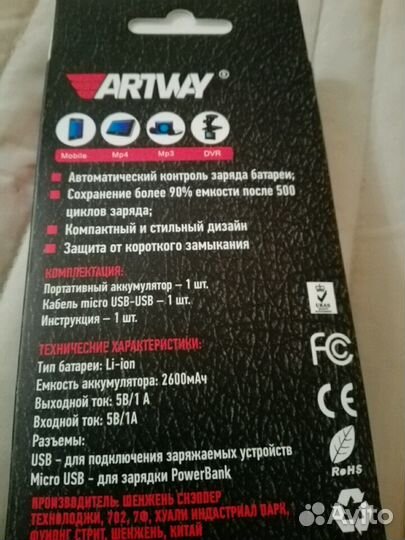 ARTWAY ®
Mobile Mp4 Mp3 DVR
• Автоматический контроль заряда батареи;
• Сохранение более 90% емкости после 500
циклов заряда;
• Компактный и стильный дизайн
• Защита от короткого замыкания
КОМПЛЕКТАЦИЯ:
Портативный аккумулятор – 1 шт.
Кабель micro USB-USB – 1 шт.
Инструкция – 1 шт.
UKAS
ТЕХНИЧЕСКИЕ ХАРАКТЕРИСТИКИ:
Тип батареи: Li-ion
Емкость аккумулятора: 2600мАч
Выходной ток: 5В/1 А
Входной ток: 5В/1А
Разъемы:
USB - для подключения заряжаемых устройств
Micro USB - для зарядки PowerBank
FC
CE
RoHS
ПРОИЗВОДИТЕЛЬ: ШЕНЖЕНЬ СКЭППЕР
ТЕХНОЛОДЖИ, 702, 7Ф, ХУАЛИ ИНДАСТРИАЛ ПАРК,
ФУЮНГ СТРИТ, ШЕНЖЕНЬ, КИТАЙ
Avito